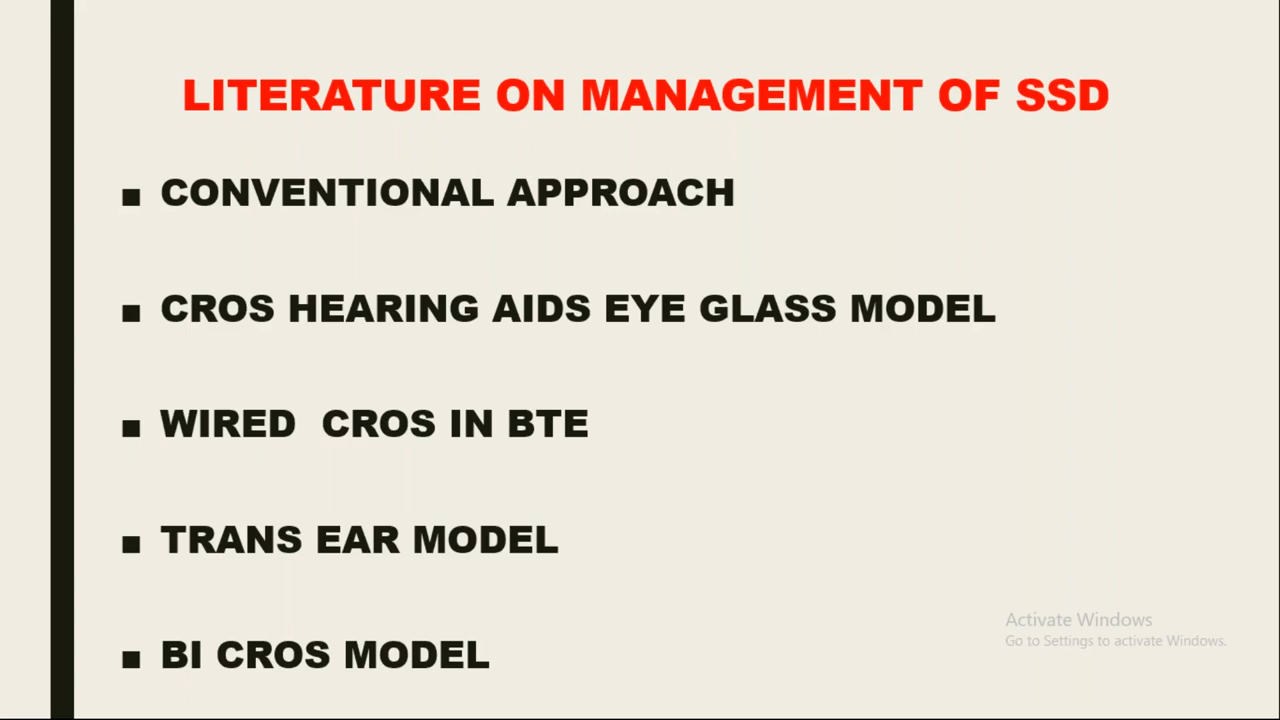 LITERATURE ON MANAGEMENT OF SSD
■ CONVENTIONAL APPROACH
■ CROS HEARING AIDS EYE GLASS MODEL
■ WIRED  CROS IN BTE
■ TRANS EAR MODEL
■ BI CROS MODEL
Activate Windows
Go to Settings to activate Windows.